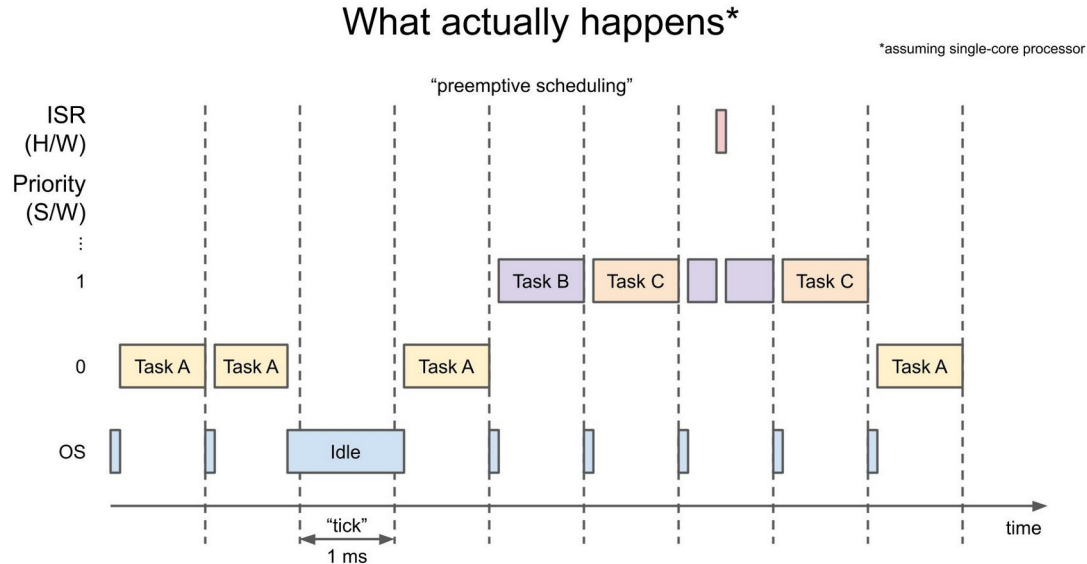 What actually happens*
*assuming single-core processor
“preemptive scheduling”
ISR
(H/W)
Priority
(S/W)
⋮
1
Task B
Task C
Task C
0
Task A
Task A
Task A
Task A
OS
Idle
“tick”
1 ms
time